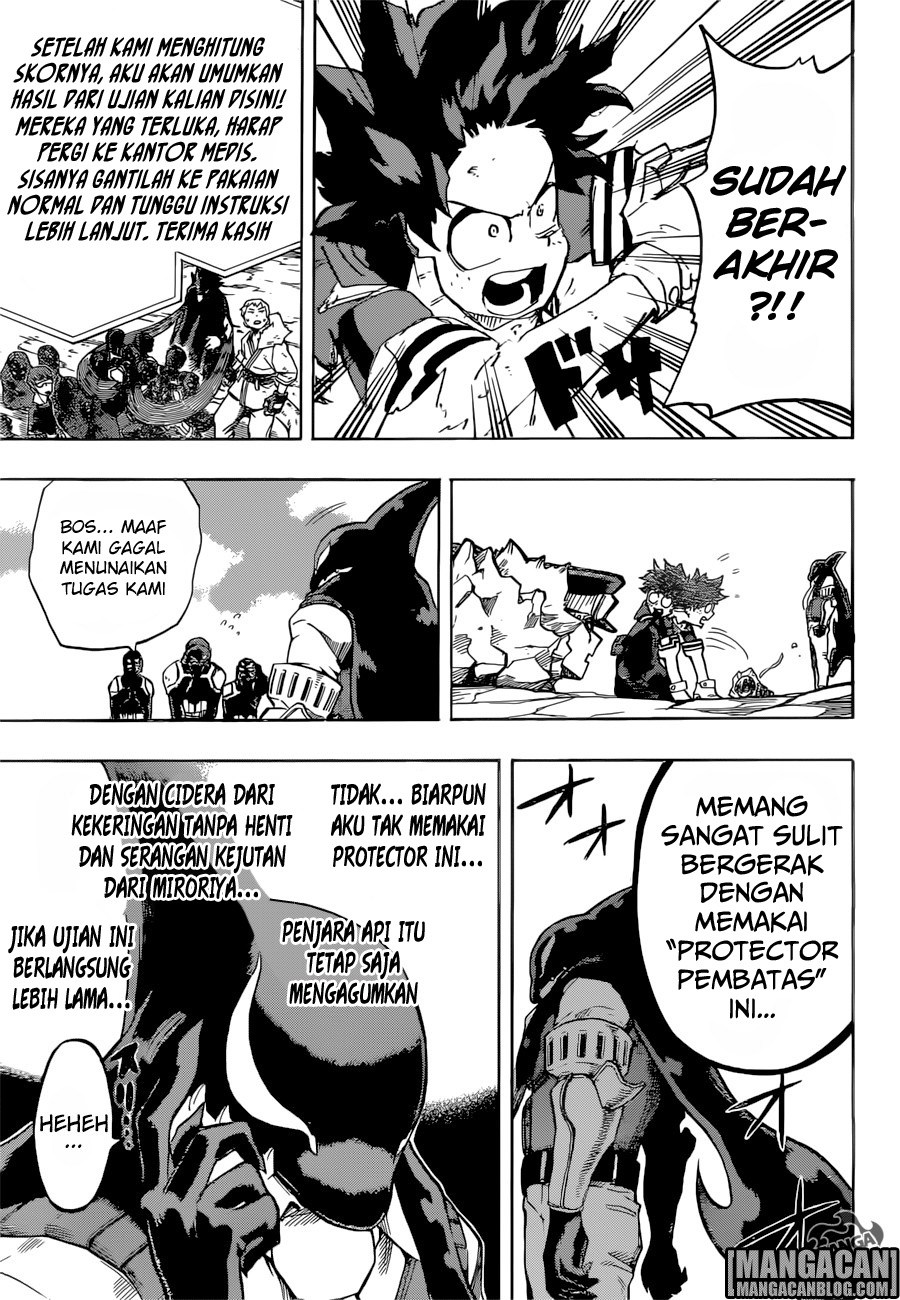 SUDAH
BER-
AKHIR
?!!
ドサ
SETELAH KAMI MENGHITUNG
SKORNYA, AKU AKAN UMUMKAN
HASIL DARI UJIAN KALIAN DISINI!
MEREKA YANG TERLUKA, HARAP
PERGI KE KANTOR MEDIS.
SISANYA GANTILAH KE PAKAIAN
NORMAL DAN TUNGGU INSTRUKSI
LEBIH LANJUT. TERIMA KASIH
BOS... MAAF
KAMI GAGAL
MENUNAIKAN
TUGAS KAMI
MEMANG
SANGAT SULIT
BERGERAK
DENGAN
MEMAKAI
"PROTECTOR
PEMBATAS"
INI...
TIDAK... BIARPUN
AKU TAK MEMAKAI
PROTECTOR INI...
DENGAN CIDERA DARI
KEKERINGAN TANPA HENTI
DAN SERANGAN KEJUTAN
DARI MIRORIYA...
PENJARA API ITU
TETAP SAJA
MENGAGUMKAN
JIKA UJIAN INI
BERLANGSUNG
LEBIH LAMA...
HEHEH
...
[MANGACAN]
MANGACANBLOG.COM